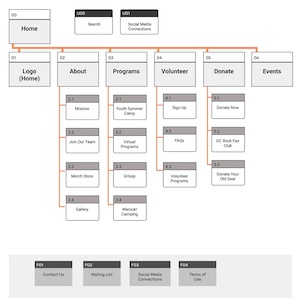 00
Home
U00
Search
U01
Social Media
Connections
01
Logo
(Home)
02
About
03
Programs
04
Volunteer
05
Donate
06
Events
2.1
Mission
2.2
Join Our Team
2.3
Merch Store
2.4
Gallery
3.1
Youth Summer
Camp
3.2
Virtual
Programs
3.3
Grlsop
3.4
Camping
4.1
Sign Up
4.2
FAQs
4.3
Volunteer
Programs
5.1
Donate Now
5.2
DC Rock Fan
Club
5.3
Donate Your
Old Gear
F01
Contact Us
F02
Mailing List
F03
Social Media
Connections
F04
Terms of
Use